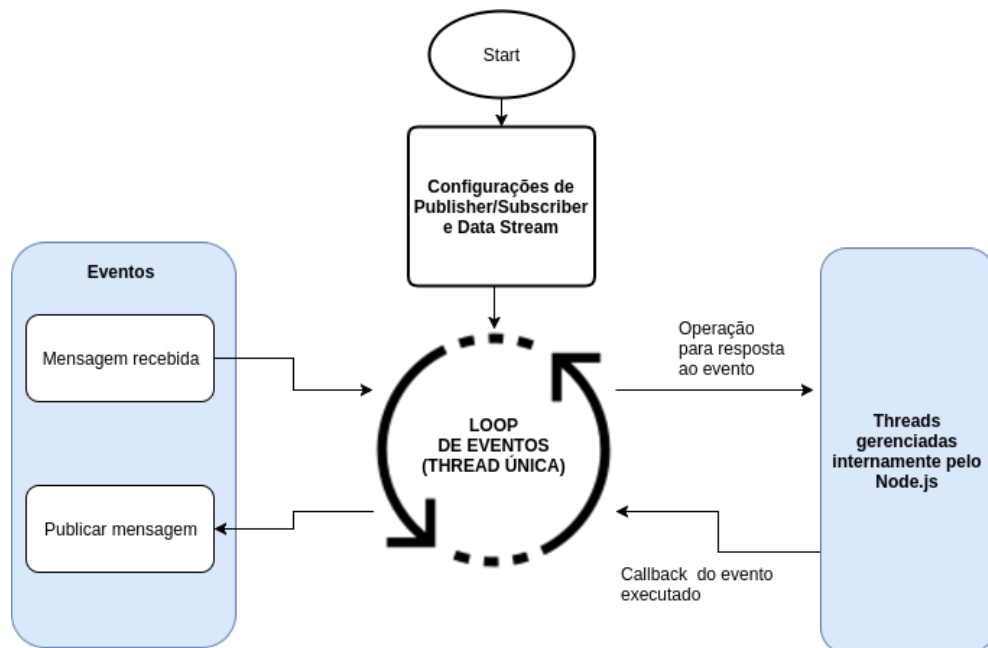 Start
Configurações de
Publisher/Subscriber
e Data Stream
Eventos
Mensagem recebida
Publicar mensagem
LOOP
DE EVENTOS
(THREAD ÚNICA)
Operação
para resposta
ao evento
Callback do evento
executado
Threads
gerenciadas
internamente pelo
Node.js